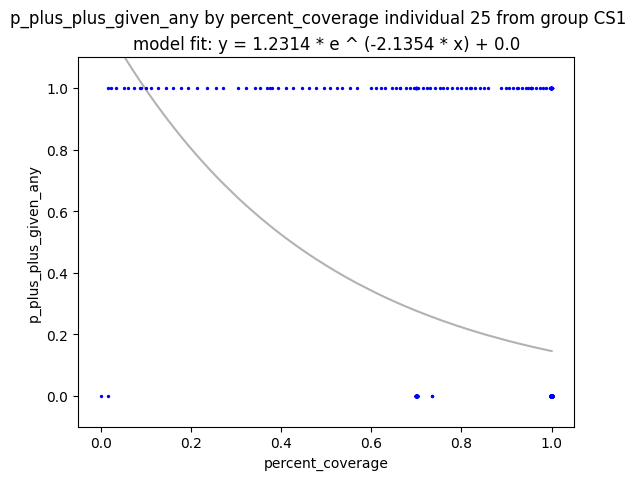 p_plus_plus_given_any by percent_coverage individual 25 from group CS1
model fit: y = 1.2314 * e ^ (-2.1354 * x) + 0.0
1.0
0.8
0.6
0.4
0.2
0.0
p_plus_plus_given_any
0.0 0.2 0.4 0.6 0.8 1.0
percent_coverage